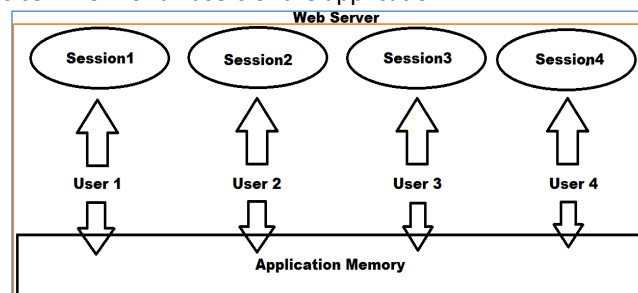 Web Server
Session1 Session2 Session3 Session4
User 1 User 2 User 3 User 4
Application Memory